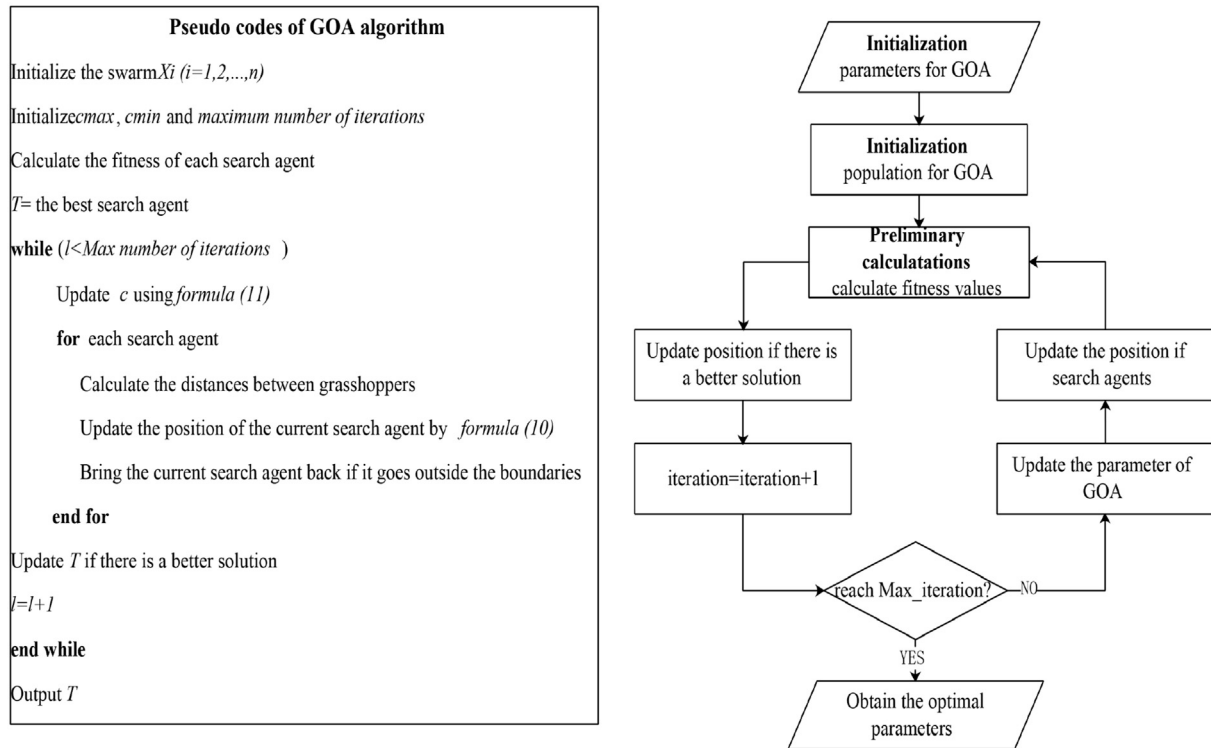 Pseudo codes of GOA algorithm
Initialize the swarmXi (i=1,2,...,n)
Initializecmax, cmin and maximum number of iterations
Calculate the fitness of each search agent
T= the best search agent
while (l<Max number of iterations )
Update c using formula (11)
for each search agent
Calculate the distances between grasshoppers
Update the position of the current search agent by formula (10)
Bring the current search agent back if it goes outside the boundaries
end for
Update T if there is a better solution
l=l+1
end while
Output T
Initialization
parameters for GOA
Initialization
population for GOA
Preliminary
calculatations
calculate fitness values
Update position if there is
a better solution
iteration=iteration+1
reach Max_iteration?
NO
Update the parameter of
GOA
Update the position if
search agents
YES
Obtain the optimal
parameters